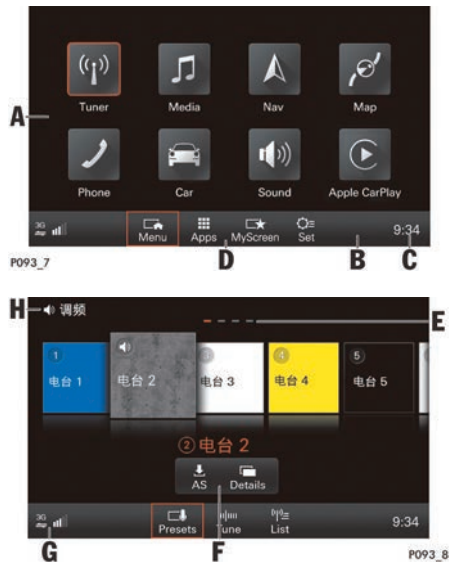 Tuner Media Nav Map
A
Phone Car Sound Apple CarPlay
3G Menu Apps MyScreen Set 9:34
D B C
P093_7
H 调频 E
1 2 3 4 5
电台 1 电台 2 电台 3 电台 4 电台 5
② 电台 2
AS Details
3G Presets Tune List 9:34
G F
P093_8